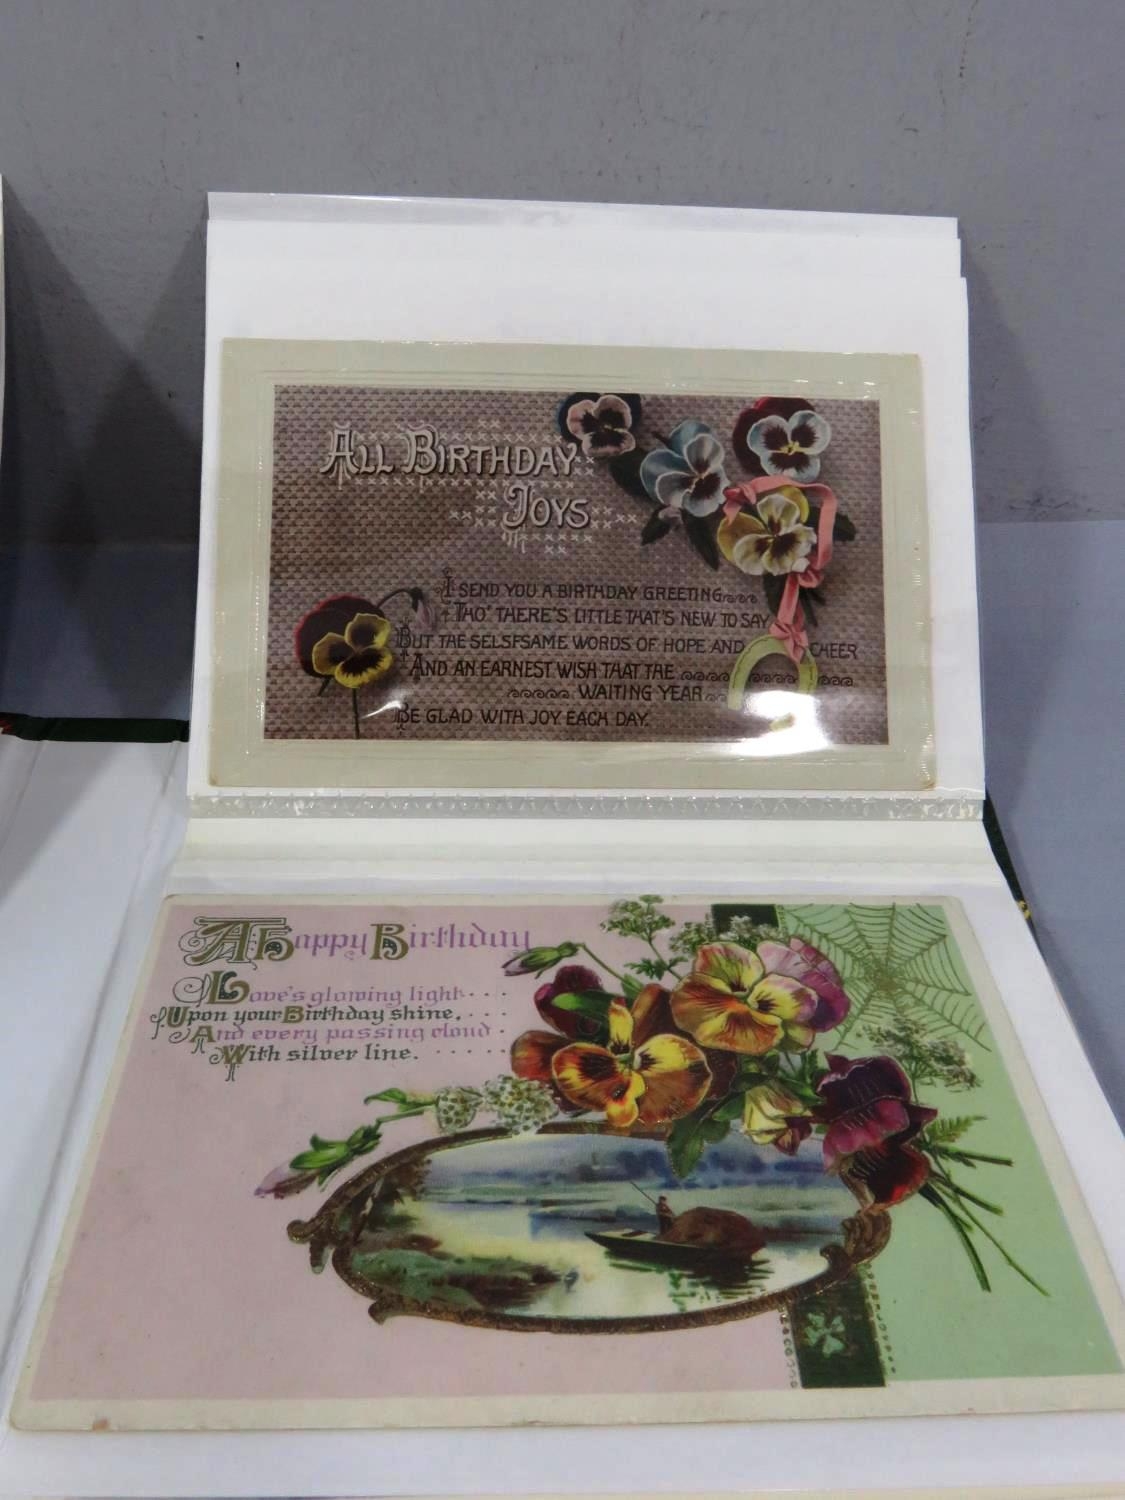 ALL BIRTHDAY
JOYS
I SEND YOU A BIRTHDAY GREETING
THO' THERE'S LITTLE THAT'S NEW TO SAY
BUT THE SELSFSAME WORDS OF HOPE AND CHEER
AND AN EARNEST WISH THAT THE
WAITING YEAR
BE GLAD WITH JOY EACH DAY.
A Happy Birthday
Love's glowing light....
Upon your Birthday shine....
And every passing cloud.
With silver line......